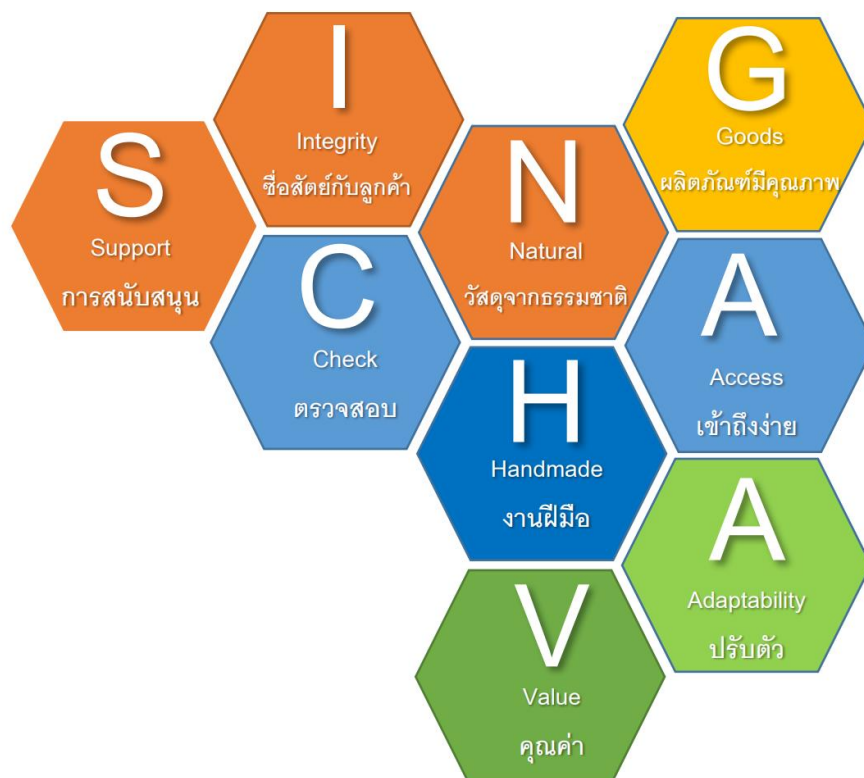 S
Support
การสนับสนุน
I
Integrity
ซื่อสัตย์กับลูกค้า
N
Natural
วัสดุจากธรรมชาติ
G
Goods
ผลิตภัณฑ์มีคุณภาพ
C
Check
ตรวจสอบ
H
Handmade
งานฝีมือ
A
Access
เข้าถึงง่าย
V
Value
คุณค่า
A
Adaptability
ปรับตัว